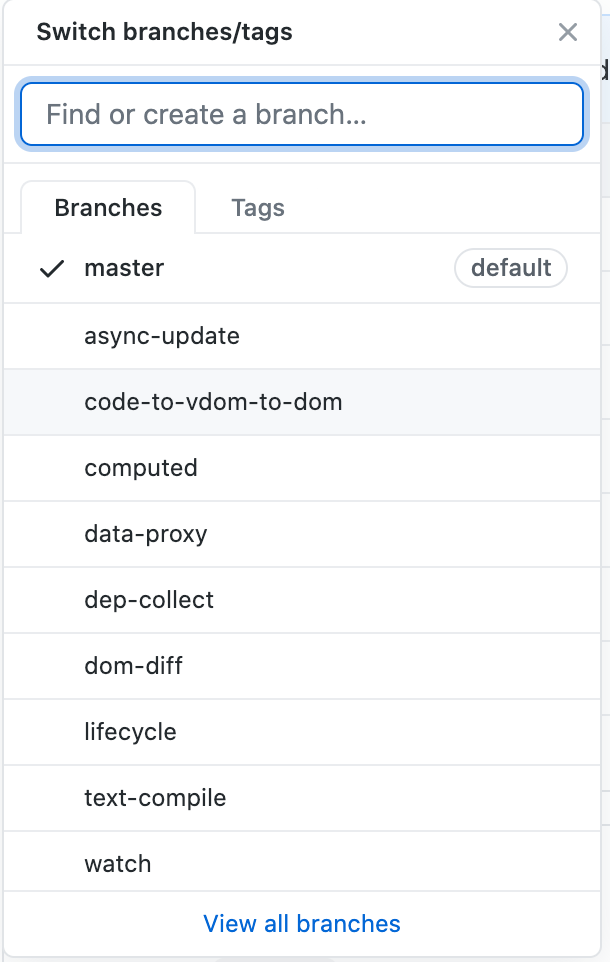 Switch branches/tags
Find or create a branch...
Branches
Tags
master
default
async-update
code-to-vdom-to-dom
computed
data-proxy
dep-collect
dom-diff
lifecycle
text-compile
watch
View all branches